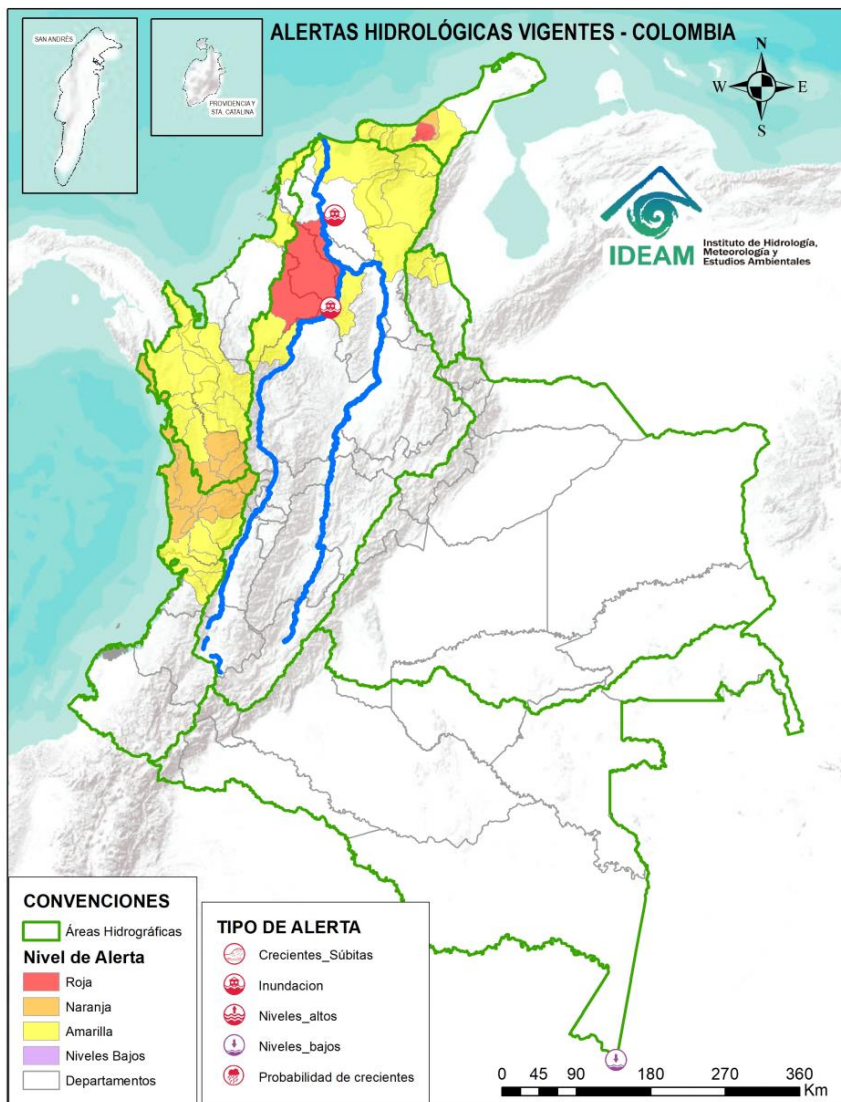 ALERTAS HIDROLÓGICAS VIGENTES - COLOMBIA
SAN ANDRÉS
PROVIDENCIA Y
STA. CATALINA
N
W E
S
IDEAM
Instituto de Hidrología,
Meteorología y
Estudios Ambientales
CONVENCIONES
Áreas Hidrográficas
Nivel de Alerta
Roja
Naranja
Amarilla
Niveles Bajos
Departamentos
TIPO DE ALERTA
Crecientes_Súbitas
Inundacion
Niveles_altos
Niveles_bajos
Probabilidad de crecientes
0 45 90 180 270 360
Km